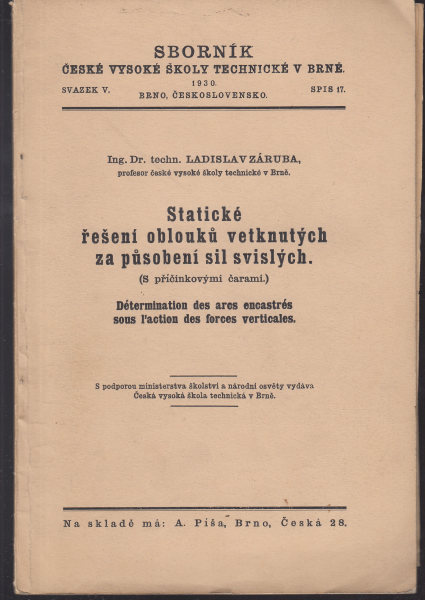 SBORNÍK
ČESKÉ VYSOKÉ ŠKOLY TECHNICKÉ V BRNĚ.
1930.
SVAZEK V. BRNO, ČESKOSLOVENSKO. SPIS 17.
Ing. Dr. techn. LADISLAV ZÁRUBA,
profesor české vysoké školy technické v Brně.
Statické
řešení oblouků vetknutých
za působení sil svislých.
(S příčinkovými čarami.)
Détermination des arcs encastrés
sous l'action des forces verticales.
S podporou ministerstva školství a národní osvěty vydává
Česká vysoká škola technická v Brně.
Na skladě má: A. Píša, Brno, Česká 28.